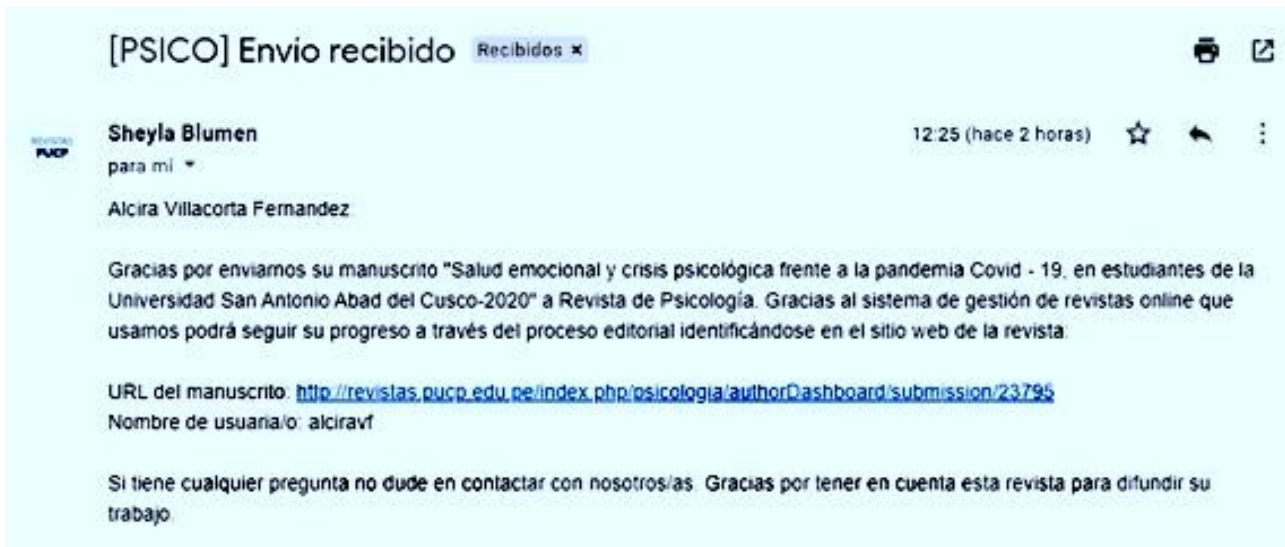 [PSICO] Envío recibido Recibidos ×
Sheyla Blumen 12:25 (hace 2 horas)
PUCP
para mí
Alcira Villacorta Fernandez
Gracias por enviarnos su manuscrito "Salud emocional y crisis psicológica frente a la pandemia Covid - 19, en estudiantes de la
Universidad San Antonio Abad del Cusco-2020" a Revista de Psicología. Gracias al sistema de gestión de revistas online que
usamos podrá seguir su progreso a través del proceso editorial identificándose en el sitio web de la revista:
URL del manuscrito: http://revistas.pucp.edu.pe/index.php/psicologia/authorDashboard/submission/23795
Nombre de usuaria/o: alciravf
Si tiene cualquier pregunta no dude en contactar con nosotros/as. Gracias por tener en cuenta esta revista para difundir su
trabajo.